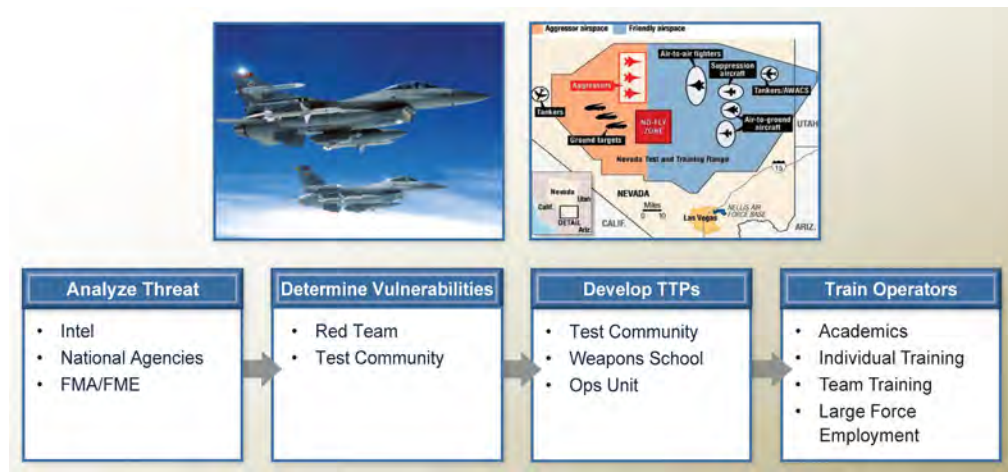 Aggressor airspace
Friendly airspace
Air-to-air fighters
Suppression
aircraft
Aggressors
Tankers/AWACS
Tankers
NO-FLY
ZONE
Air-to-ground
aircraft
UTAH
Ground targets
Nevada Test and Training Range
15
Nevada
Utah
Calif.
DETAIL
Ariz.
NEVADA
Miles
0 10
CALIF.
Las Vegas
NELLIS AIR
FORCE BASE
ARIZ.
Analyze Threat
• Intel
• National Agencies
• FMA/FME
Determine Vulnerabilities
• Red Team
• Test Community
Develop TTPs
• Test Community
• Weapons School
• Ops Unit
Train Operators
• Academics
• Individual Training
• Team Training
• Large Force
Employment